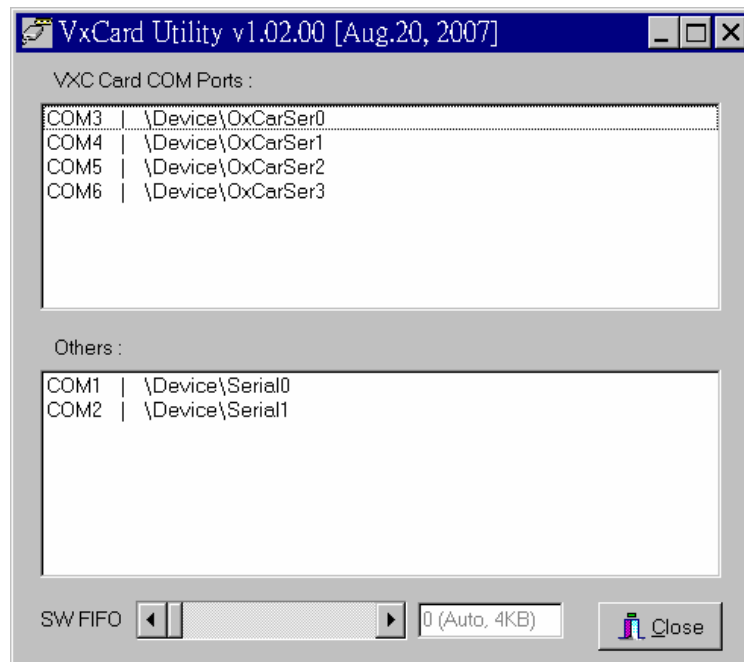 VxCard Utility v1.02.00 [Aug.20, 2007]
VXC Card COM Ports :
COM3 | \Device\OxCarSer0
COM4 | \Device\OxCarSer1
COM5 | \Device\OxCarSer2
COM6 | \Device\OxCarSer3
Others :
COM1 | \Device\Serial0
COM2 | \Device\Serial1
SW FIFO 0 (Auto, 4KB) Close